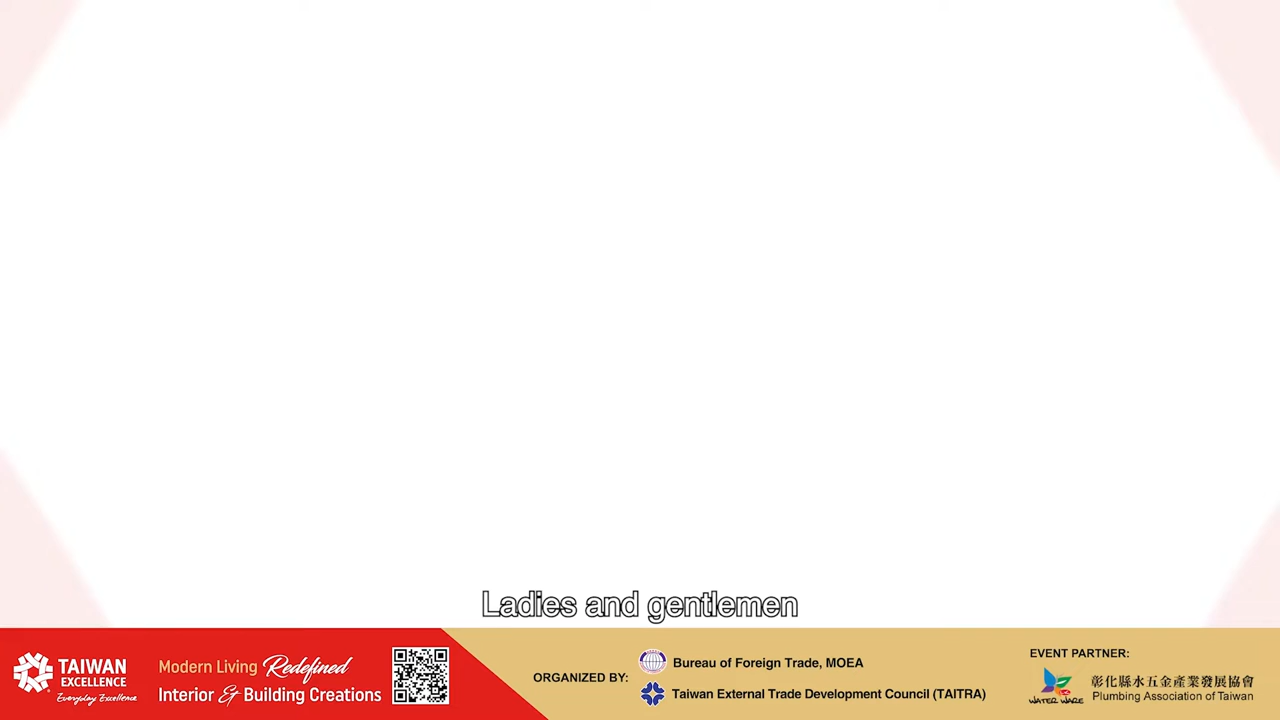 Ladies and gentlemen
TAIWAN
EXCELLENCE
Everyday Excellence
Modern Living Redefined
Interior & Building Creations
ORGANIZED BY:
Bureau of Foreign Trade, MOEA
Taiwan External Trade Development Council (TAITRA)
EVENT PARTNER:
WATER WARE
彰化縣水五金產業發展協會
Plumbing Association of Taiwan